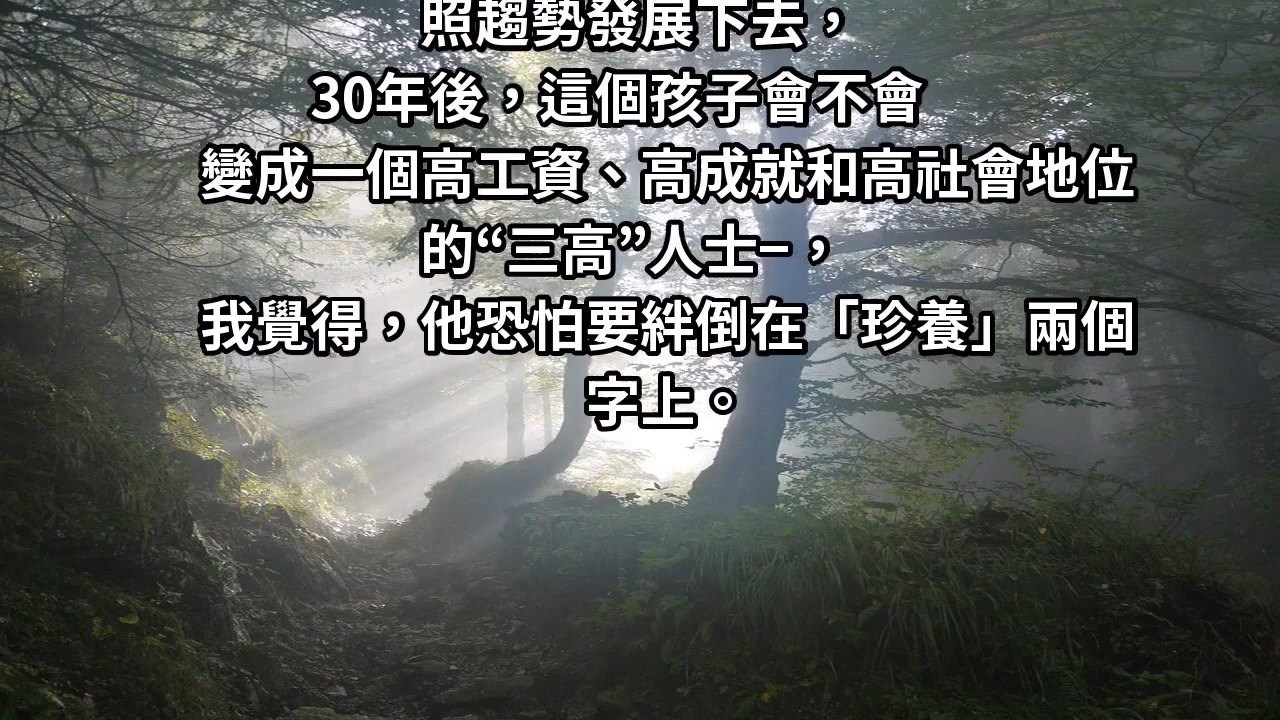 照趨勢發展下去，
30年後，這個孩子會不會
變成一個高工資、高成就和高社會地位
的“三高”人士–，
我覺得，他恐怕要絆倒在「珍養」兩個
字上。